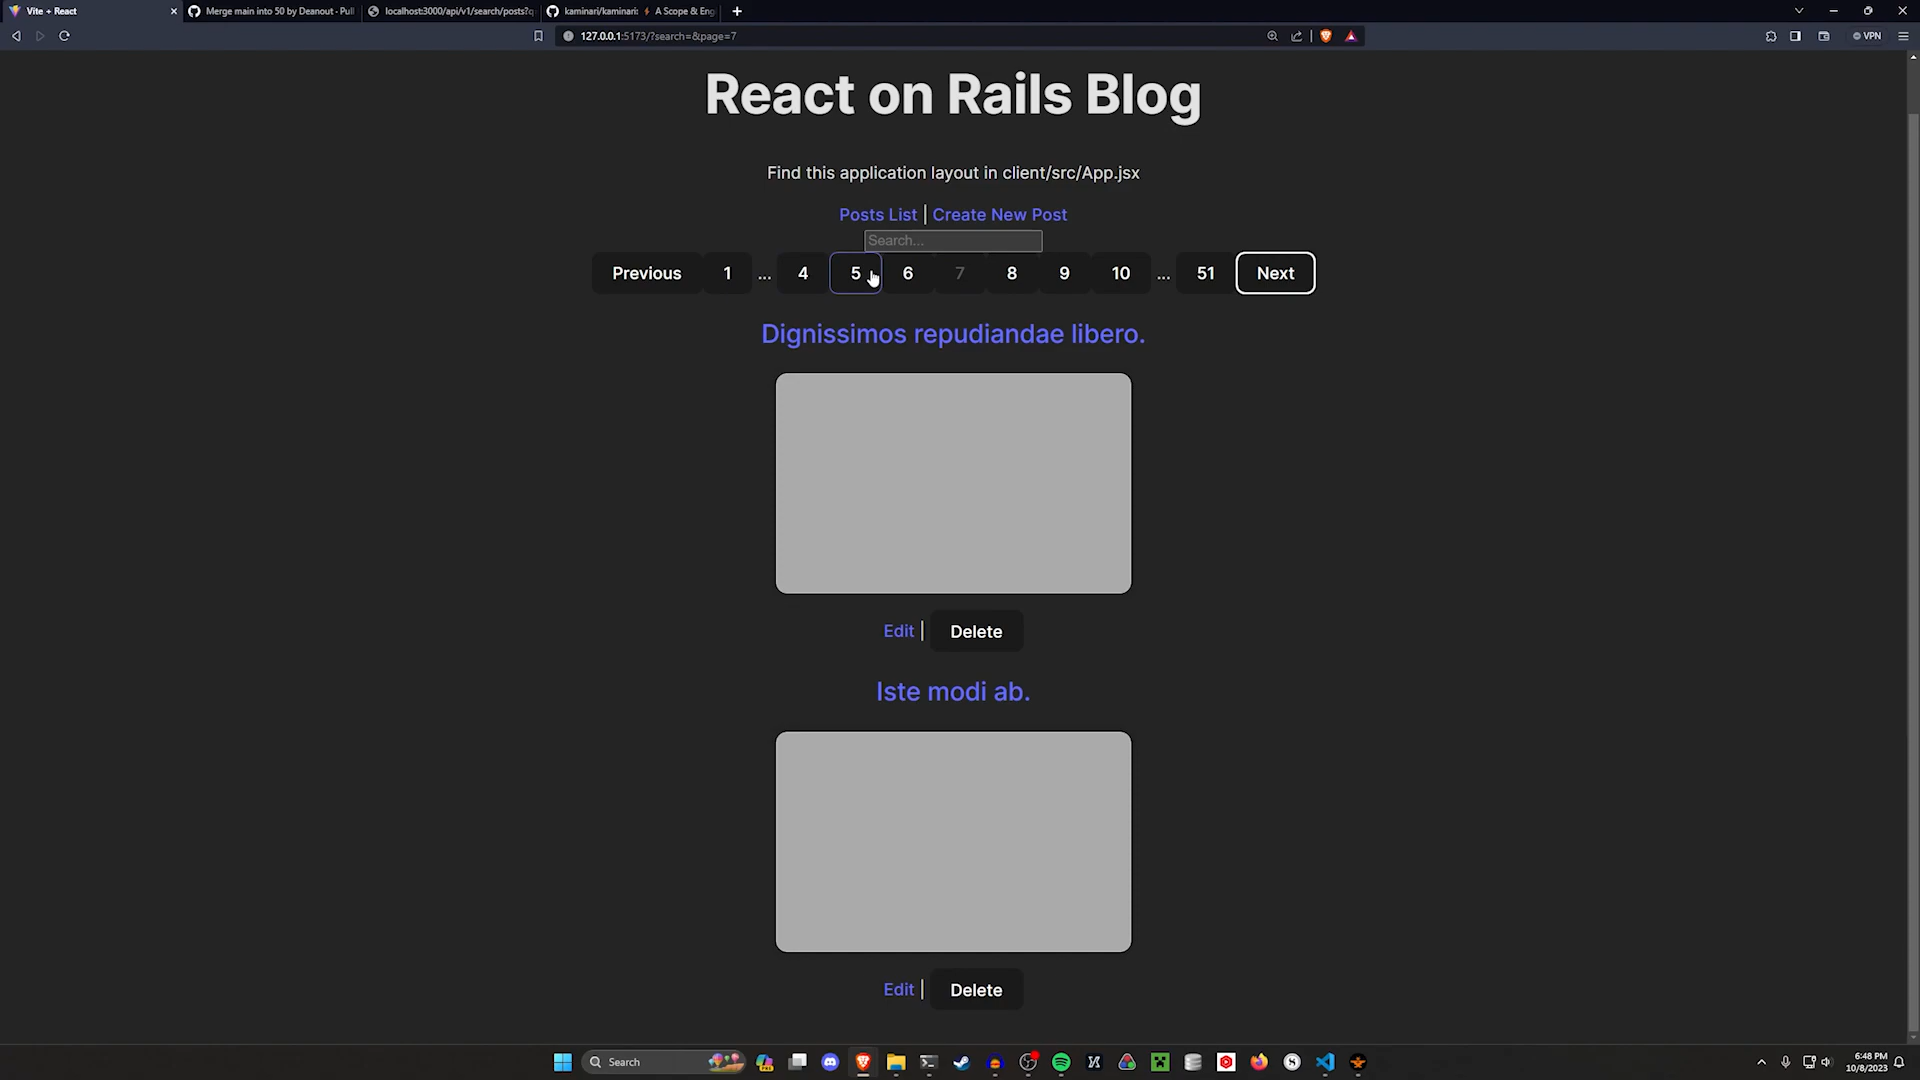 Vite + React
Merge main into 50 by Deanout · Pull
localhost:3000/api/v1/search/posts?q=
kaminari/kaminari: ⚡ A Scope & Eng
127.0.0.1:5173/?search=&page=7
VPN
React on Rails Blog
Find this application layout in client/src/App.jsx
Posts List | Create New Post
Search...
Previous 1 ... 4 5 6 7 8 9 10 ... 51 Next
Dignissimos repudiandae libero.
Edit | Delete
Iste modi ab.
Edit | Delete
Search
6:48 PM
10/8/2023